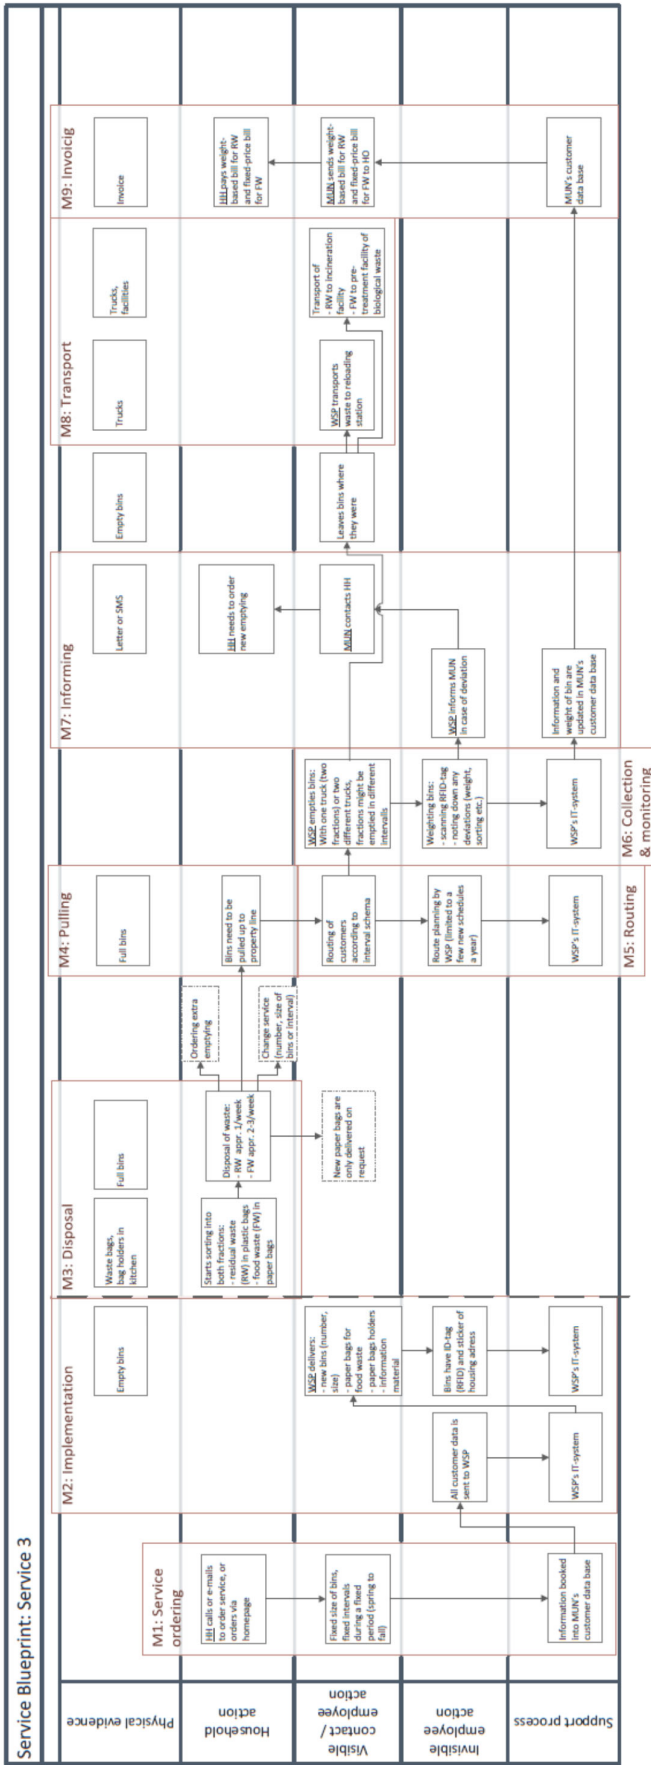 Service Blueprint: Service 3
Physical evidence
Household
action
Visible
contact /
employee
action
Invisible
employee
action
Support process
M1: Service
ordering
HH calls or e-mails
to order service, or
orders via
homepage
Fixed size of bins,
fixed intervals
during a fixed
period (spring to
fall)
Information booked
into MUN's
customer data base
M2: Implementation
Empty bins
All customer data is
sent to WSP
WSP's IT-system
WSP delivers:
- new bins (number,
size)
- paper bags for
food waste
- paper bags holders
- information
material
Bins have ID-tag
(RFID) and sticker of
housing adress
WSP's IT-system
M3: Disposal
Waste bags,
bag holders in
kitchen
Full bins
Starts sorting into
both fractions:
- residual waste
(RW) in plastic bags
- food waste (FW) in
paper bags
Disposal of waste:
- RW appr. 1/week
- FW appr. 2-3/week
Ordering extra
emptying
Change service
(number, size of
bins or interval)
New paper bags are
only delivered on
request
M4: Pulling
Full bins
Bins need to be
pulled up to
property line
Routing of
customers
according to
interval schema
Route planning by
WSP (limited to a
few new schedules
a year)
WSP's IT-system
M5: Routing
WSP empties bins:
With one truck (two
fractions) or two
different trucks,
fractions might be
emptied in different
intervals
Weighting bins:
- scanning RFID-tag
- noting down any
deviations (weight,
sorting etc.)
WSP's IT-system
M6: Collection
& monitoring
M7: Informing
Letter or SMS
HH needs to order
new emptying
MUN contacts HH
WSP informs MUN
in case of deviation
Information and
weight of bin are
updated in MUN's
customer data base
Empty bins
Leaves bins where
they were
M8: Transport
Trucks
Trucks,
facilities
WSP transports
waste to reloading
station
Transport of
- RW to incineration
facility
- FW to pre-
treatment facility of
biological waste
M9: Invoicig
Invoice
HH pays weight-
based bill for RW
and fixed-price bill
for FW
MUN sends weight-
based bill for RW
and fixed-price bill
for FW to HO
MUN's customer
data base